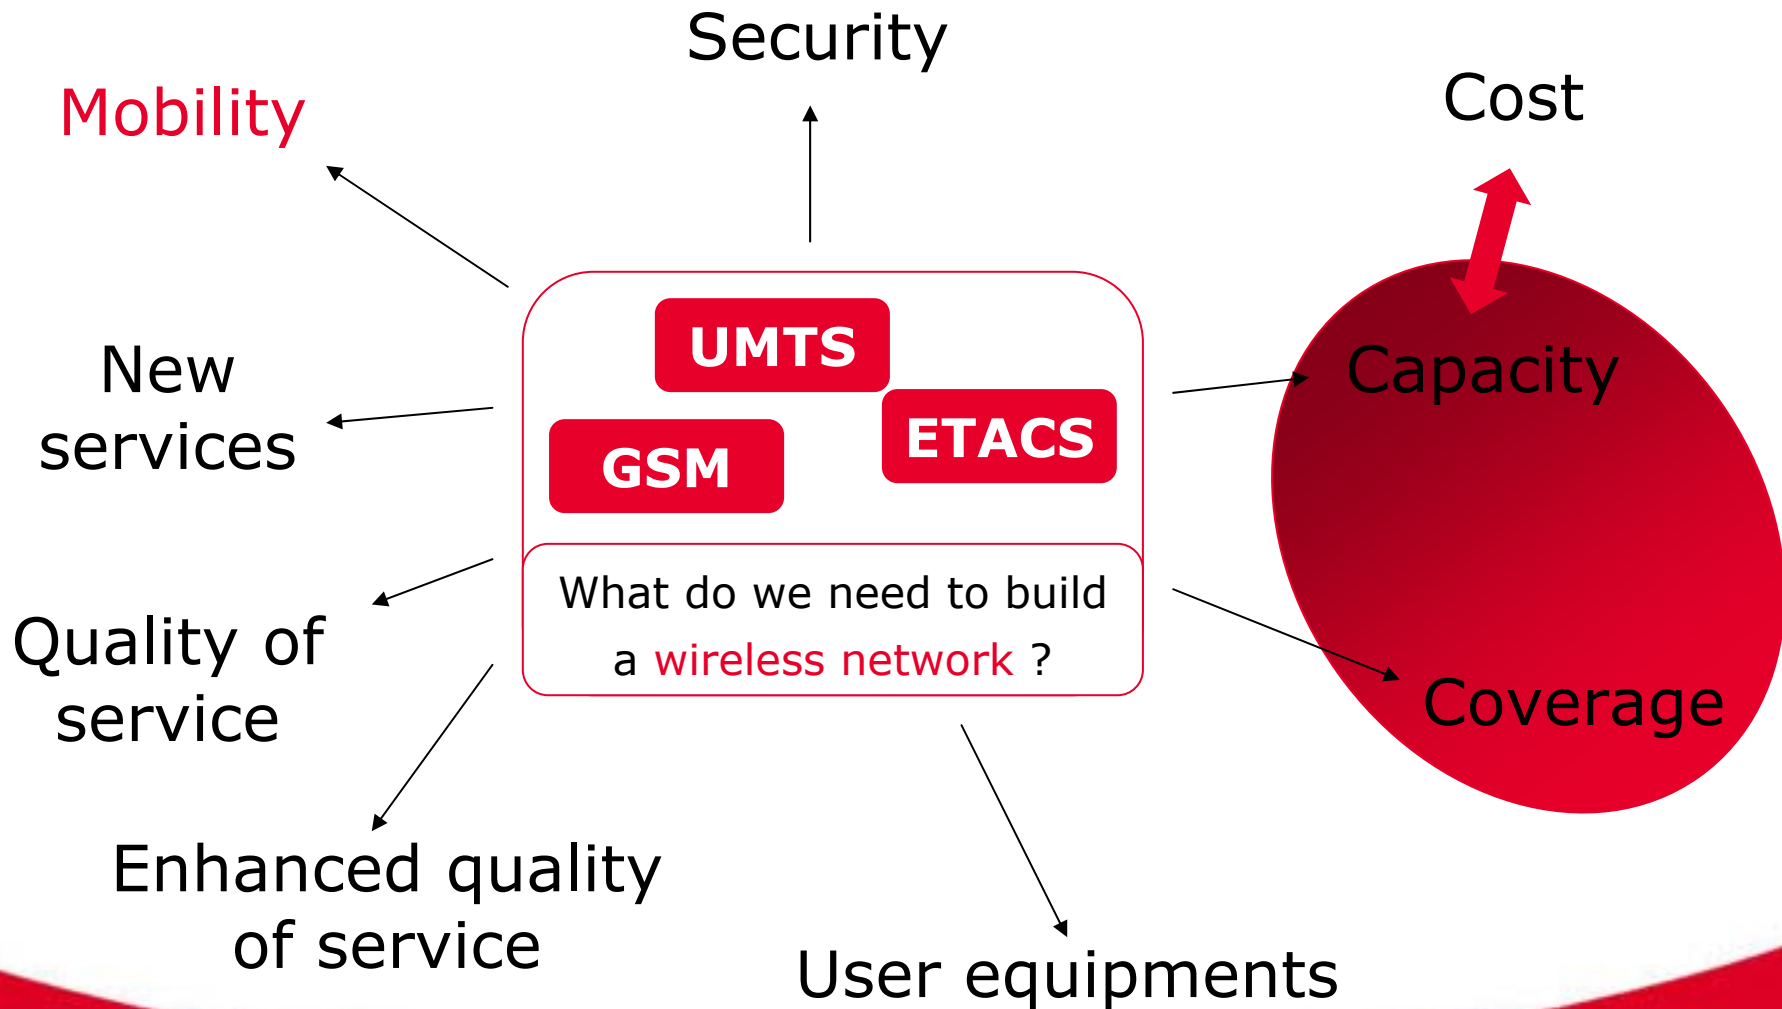 Security
Mobility
Cost
UMTS
New
services
Capacity
ETACS
GSM
What do we need to build
a wireless network ?
Quality of
service
Coverage
Enhanced quality
of service
User equipments